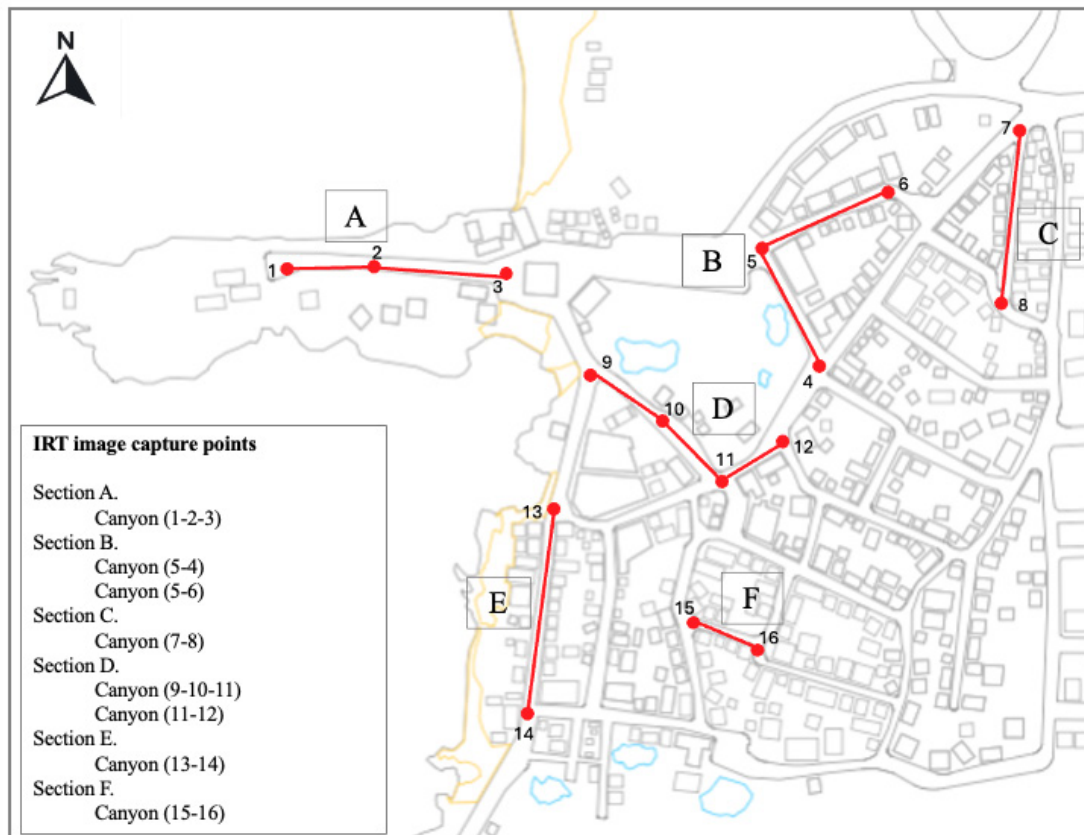 N
7
6
A
C
2
B
5
1
3
8
9
4
10
D
11
12
IRT image capture points
Section A.
Canyon (1-2-3)
Section B.
Canyon (5-4)
Canyon (5-6)
Section C.
Canyon (7-8)
Section D.
Canyon (9-10-11)
Canyon (11-12)
Section E.
Canyon (13-14)
Section F.
Canyon (15-16)
13
E
F
15
16
14